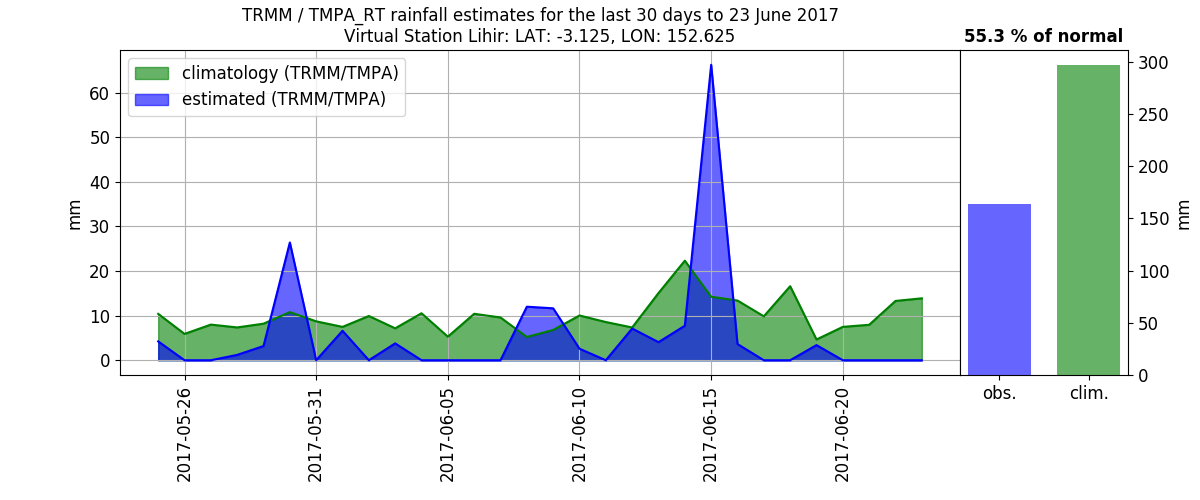 TRMM / TMPA_RT rainfall estimates for the last 30 days to 23 June 2017
Virtual Station Lihir: LAT: -3.125, LON: 152.625
55.3 % of normal
climatology (TRMM/TMPA)
estimated (TRMM/TMPA)
mm
60
50
40
30
20
10
0
2017-05-26
2017-05-31
2017-06-05
2017-06-10
2017-06-15
2017-06-20
300
250
200
150
100
50
0
mm
obs.
clim.